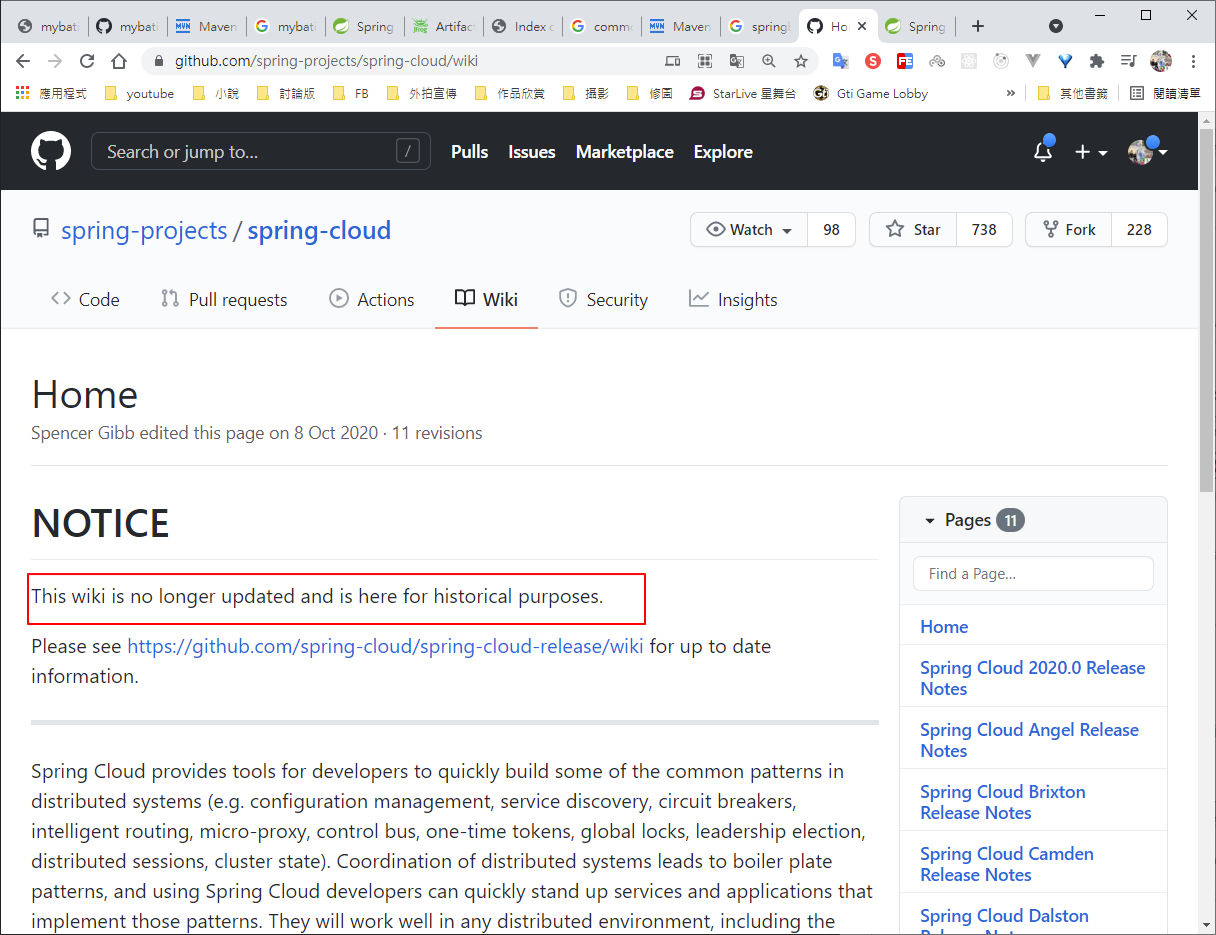 mybati mybati Maven mybati Spring Artifac Index c comm Maven spring Ho Spring
github.com/spring-projects/spring-cloud/wiki
應用程式 youtube 小說 討論版 FB 外拍宣傳 作品欣賞 攝影 修圖 StarLive 星舞台 Gti Game Lobby » 其他書籤 閱讀清單
Search or jump to... / Pulls Issues Marketplace Explore
spring-projects / spring-cloud Watch 98 Star 738 Fork 228
Code Pull requests Actions Wiki Security Insights
Home
Spencer Gibb edited this page on 8 Oct 2020 · 11 revisions
NOTICE
This wiki is no longer updated and is here for historical purposes.
Please see https://github.com/spring-cloud/spring-cloud-release/wiki for up to date
information.
Spring Cloud provides tools for developers to quickly build some of the common patterns in
distributed systems (e.g. configuration management, service discovery, circuit breakers,
intelligent routing, micro-proxy, control bus, one-time tokens, global locks, leadership election,
distributed sessions, cluster state). Coordination of distributed systems leads to boiler plate
patterns, and using Spring Cloud developers can quickly stand up services and applications that
implement those patterns. They will work well in any distributed environment, including the
Pages 11
Find a Page...
Home
Spring Cloud 2020.0 Release
Notes
Spring Cloud Angel Release
Notes
Spring Cloud Brixton
Release Notes
Spring Cloud Camden
Release Notes
Spring Cloud Dalston